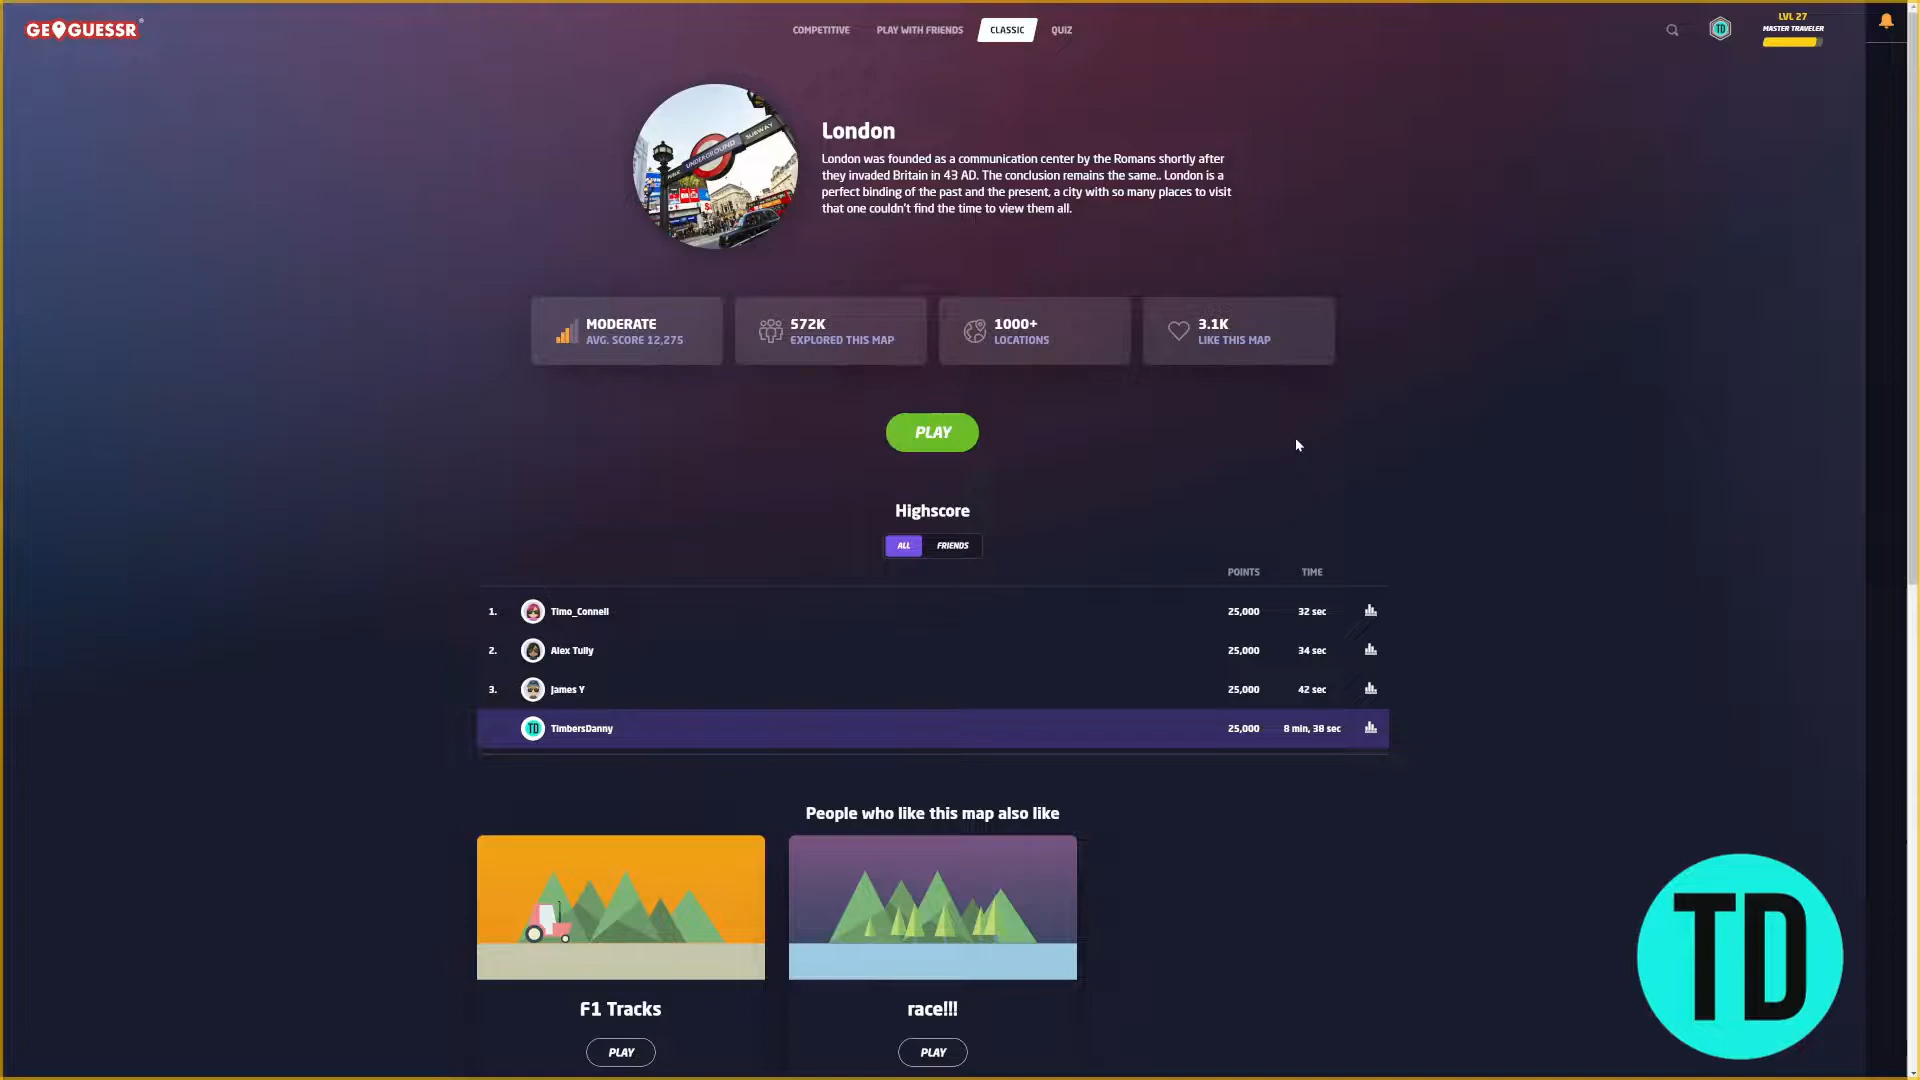 GEOGUESSR
COMPETITIVE
PLAY WITH FRIENDS
CLASSIC
QUIZ
TD
LVL 27
MASTER TRAVELER
UNDERGROUND
SUBWAY
London
London was founded as a communication center by the Romans shortly after
they invaded Britain in 43 AD. The conclusion remains the same.. London is a
perfect binding of the past and the present, a city with so many places to visit
that one couldn't find the time to view them all.
MODERATE
AVG. SCORE 12,275
572K
EXPLORED THIS MAP
1000+
LOCATIONS
3.1K
LIKE THIS MAP
PLAY
Highscore
ALL
FRIENDS
POINTS TIME
1. Timo_Connell 25,000 32 sec
2. Alex Tully 25,000 34 sec
3. James Y 25,000 42 sec
TD TimbersDanny 25,000 8 min, 38 sec
People who like this map also like
F1 Tracks
PLAY
race!!!
PLAY
TD